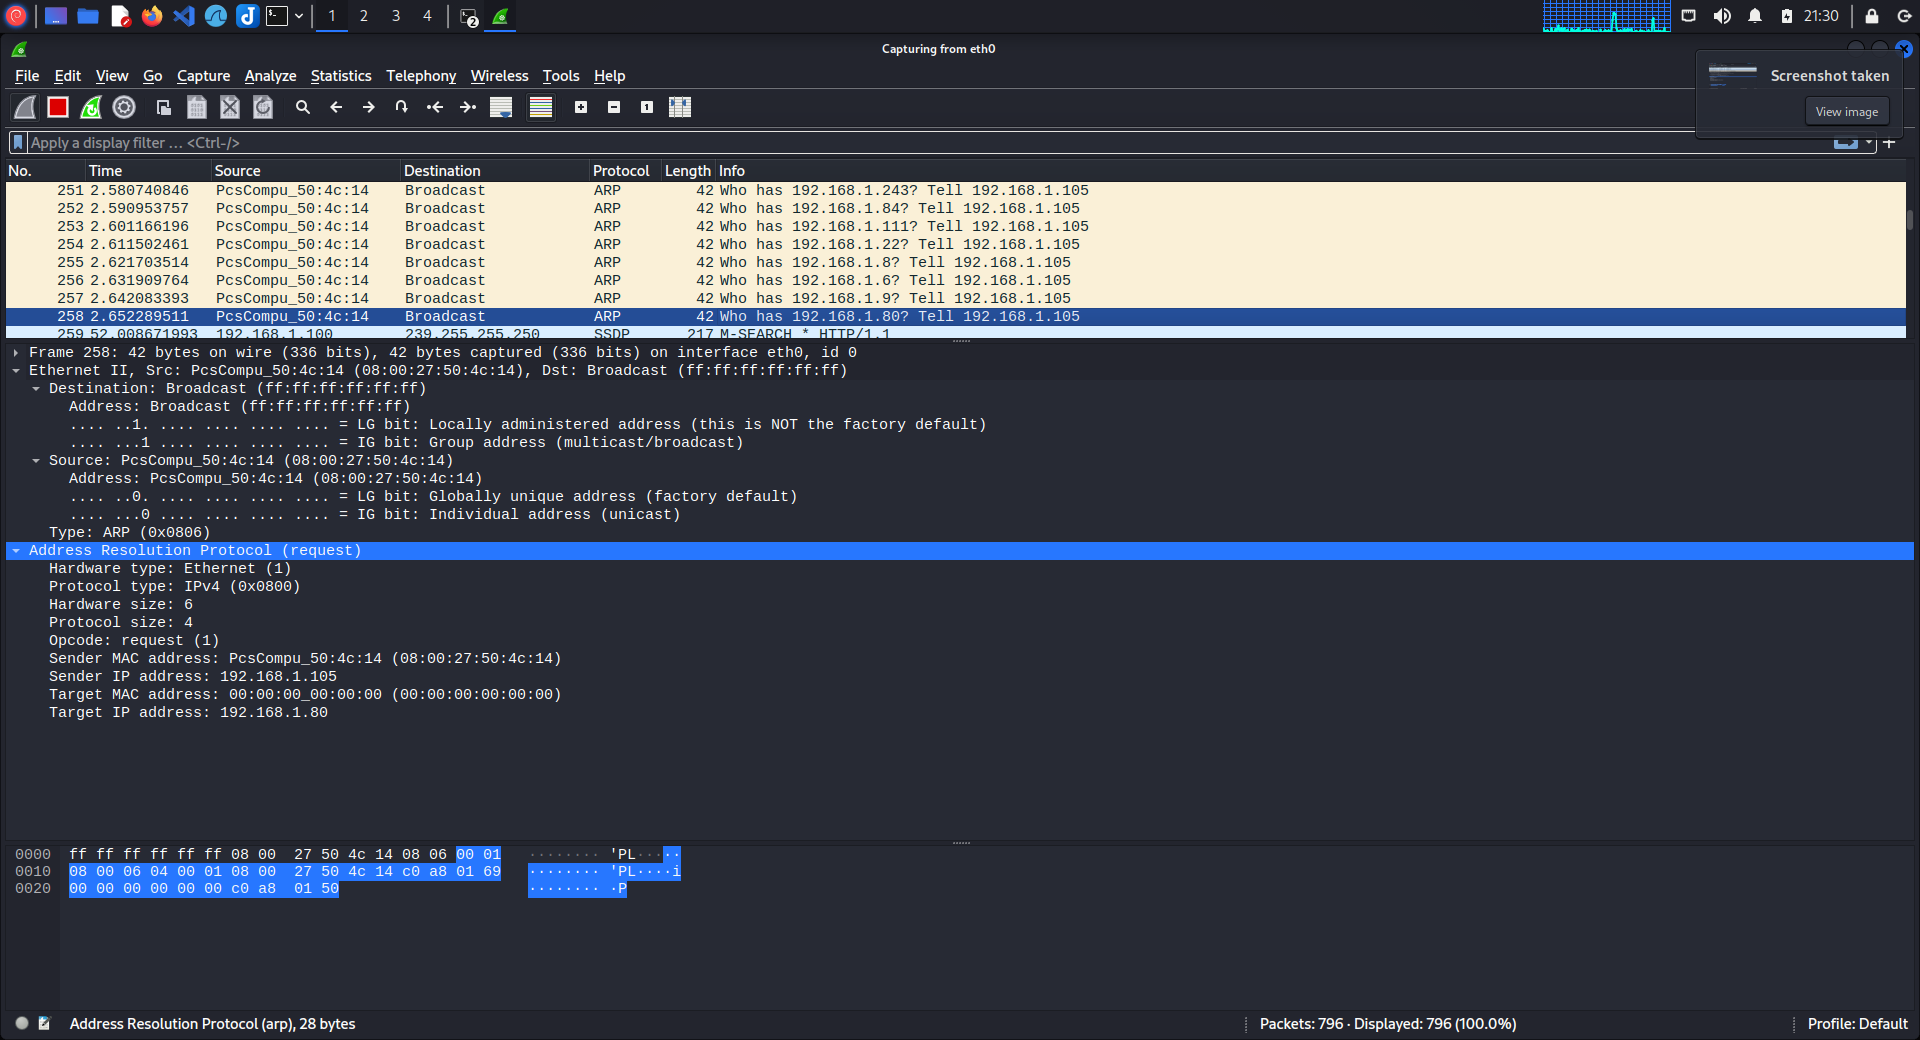 1 2 3 4 2 21:30
Capturing from eth0
File Edit View Go Capture Analyze Statistics Telephony Wireless Tools Help
Screenshot taken
View image
Apply a display filter … <Ctrl-/>
No. Time Source Destination Protocol Length Info
251 2.580740846 PcsCompu_50:4c:14 Broadcast ARP 42 Who has 192.168.1.243? Tell 192.168.1.105
252 2.590953757 PcsCompu_50:4c:14 Broadcast ARP 42 Who has 192.168.1.84? Tell 192.168.1.105
253 2.601166196 PcsCompu_50:4c:14 Broadcast ARP 42 Who has 192.168.1.111? Tell 192.168.1.105
254 2.611502461 PcsCompu_50:4c:14 Broadcast ARP 42 Who has 192.168.1.22? Tell 192.168.1.105
255 2.621703514 PcsCompu_50:4c:14 Broadcast ARP 42 Who has 192.168.1.8? Tell 192.168.1.105
256 2.631909764 PcsCompu_50:4c:14 Broadcast ARP 42 Who has 192.168.1.6? Tell 192.168.1.105
257 2.642083393 PcsCompu_50:4c:14 Broadcast ARP 42 Who has 192.168.1.9? Tell 192.168.1.105
258 2.652289511 PcsCompu_50:4c:14 Broadcast ARP 42 Who has 192.168.1.80? Tell 192.168.1.105
259 52.008671993 192.168.1.100 239.255.255.250 SSDP 217 M-SEARCH * HTTP/1.1
Frame 258: 42 bytes on wire (336 bits), 42 bytes captured (336 bits) on interface eth0, id 0
Ethernet II, Src: PcsCompu_50:4c:14 (08:00:27:50:4c:14), Dst: Broadcast (ff:ff:ff:ff:ff:ff)
Destination: Broadcast (ff:ff:ff:ff:ff:ff)
Address: Broadcast (ff:ff:ff:ff:ff:ff)
.... ..1. .... .... .... .... = LG bit: Locally administered address (this is NOT the factory default)
.... ...1 .... .... .... .... = IG bit: Group address (multicast/broadcast)
Source: PcsCompu_50:4c:14 (08:00:27:50:4c:14)
Address: PcsCompu_50:4c:14 (08:00:27:50:4c:14)
.... ..0. .... .... .... .... = LG bit: Globally unique address (factory default)
.... ...0 .... .... .... .... = IG bit: Individual address (unicast)
Type: ARP (0x0806)
Address Resolution Protocol (request)
Hardware type: Ethernet (1)
Protocol type: IPv4 (0x0800)
Hardware size: 6
Protocol size: 4
Opcode: request (1)
Sender MAC address: PcsCompu_50:4c:14 (08:00:27:50:4c:14)
Sender IP address: 192.168.1.105
Target MAC address: 00:00:00_00:00:00 (00:00:00:00:00:00)
Target IP address: 192.168.1.80
0000 ff ff ff ff ff ff 08 00 27 50 4c 14 08 06 00 01 ········ 'PL·····
0010 08 00 06 04 00 01 08 00 27 50 4c 14 c0 a8 01 69 ········ 'PL····i
0020 00 00 00 00 00 00 c0 a8 01 50 ········ ·P
Address Resolution Protocol (arp), 28 bytes Packets: 796 · Displayed: 796 (100.0%) Profile: Default